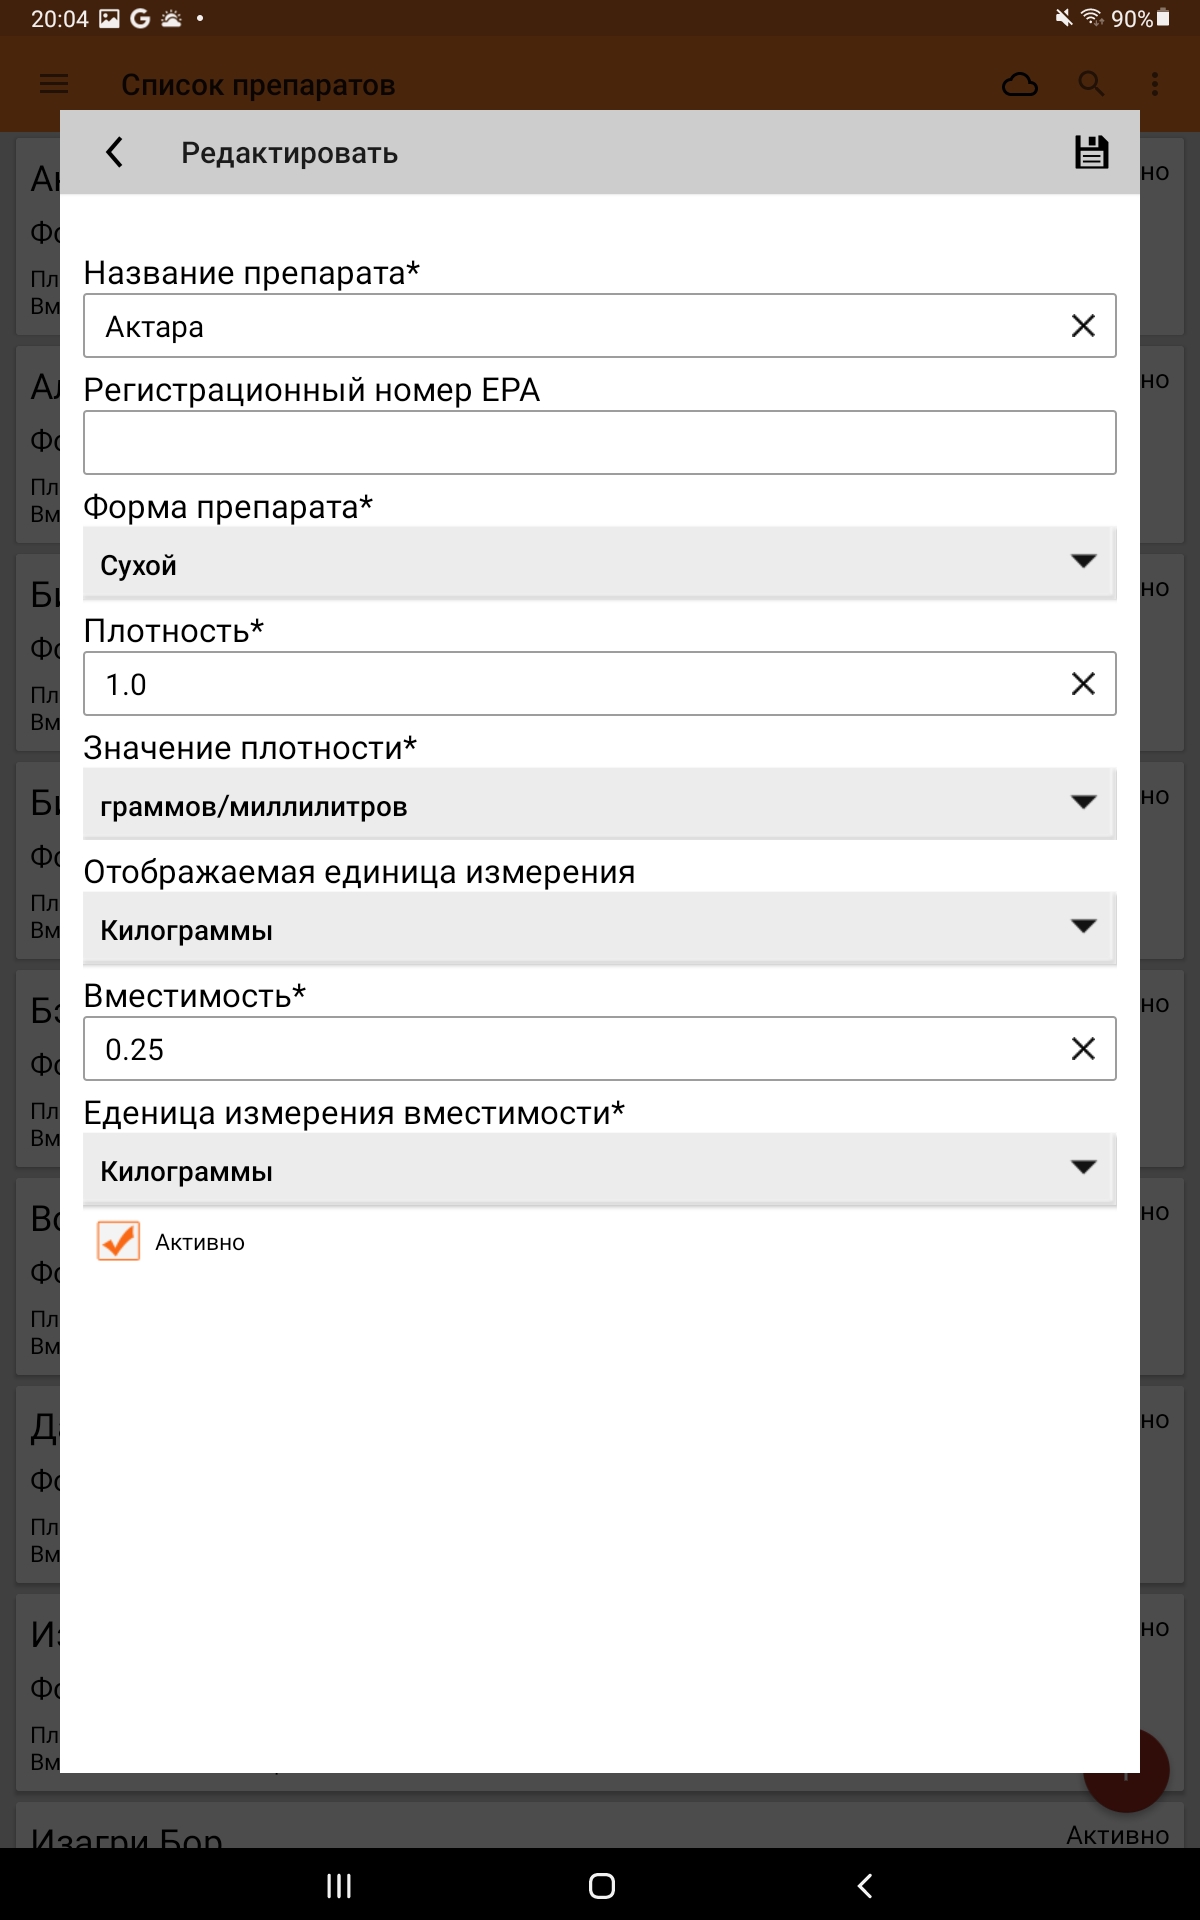 20:04
90%
Список препаратов
Редактировать
Название препарата*
Актара
Регистрационный номер EPA
Форма препарата*
Сухой
Плотность*
1.0
Значение плотности*
граммов/миллилитров
Отображаемая единица измерения
Килограммы
Вместимость*
0.25
Еденица измерения вместимости*
Килограммы
Активно
Изагри Бор
Активно